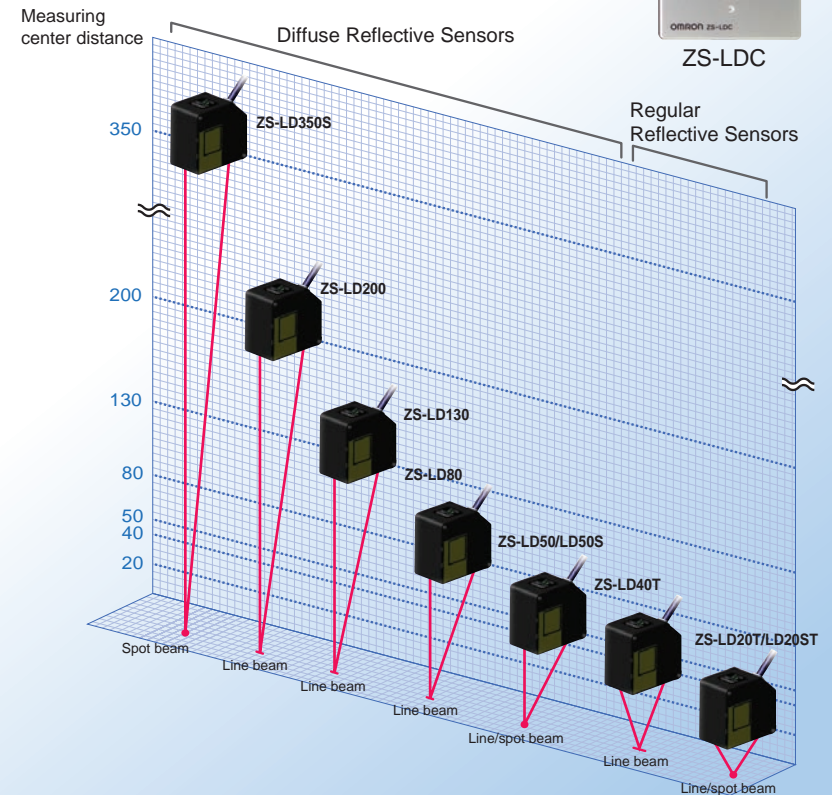 Measuring
center distance
Diffuse Reflective Sensors
OMRON ZS-LDC
ZS-LDC
Regular
Reflective Sensors
350
ZS-LD350S
200
ZS-LD200
130
ZS-LD130
80
ZS-LD80
50
40
ZS-LD50/LD50S
20
ZS-LD40T
ZS-LD20T/LD20ST
Spot beam
Line beam
Line beam
Line beam
Line/spot beam
Line beam
Line/spot beam